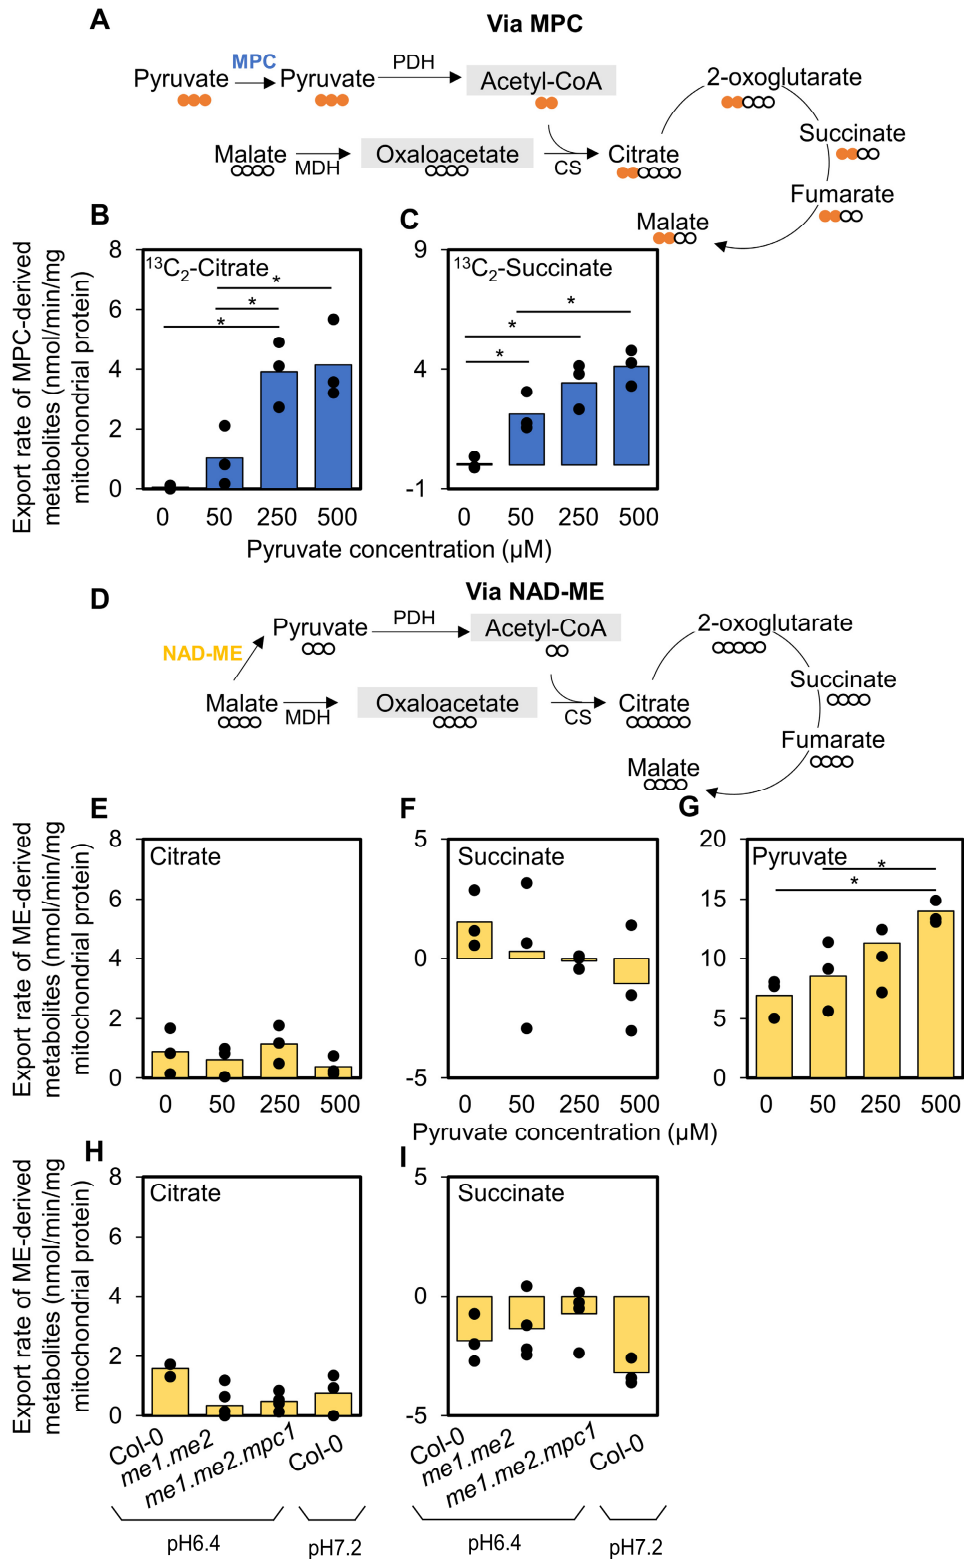 A
Via MPC
Pyruvate
MPC
Pyruvate
PDH
Acetyl-CoA
2-oxoglutarate
Malate
MDH
Oxaloacetate
CS
Citrate
Succinate
Fumarate
Malate
B
Export rate of MPC-derived
metabolites (nmol/min/mg
mitochondrial protein)
8
6
4
2
0
13C2-Citrate
*
*
*
0 50 250 500
C
9
4
-1
13C2-Succinate
*
*
*
0 50 250 500
Pyruvate concentration (µM)
D
Via NAD-ME
NAD-ME
Pyruvate
PDH
Acetyl-CoA
2-oxoglutarate
Malate
MDH
Oxaloacetate
CS
Citrate
Succinate
Fumarate
Malate
E
Export rate of ME-derived
metabolites (nmol/min/mg
mitochondrial protein)
8
6
4
2
0
Citrate
0 50 250 500
F
5
0
-5
Succinate
0 50 250 500
G
20
15
10
5
0
Pyruvate
*
*
0 50 250 500
Pyruvate concentration (µM)
H
Export rate of ME-derived
metabolites (nmol/min/mg
mitochondrial protein)
8
6
4
2
0
Citrate
Col-0
me1.me2
me1.me2.mpc1
Col-0
pH6.4
pH7.2
I
5
0
-5
Succinate
Col-0
me1.me2
me1.me2.mpc1
Col-0
pH6.4
pH7.2